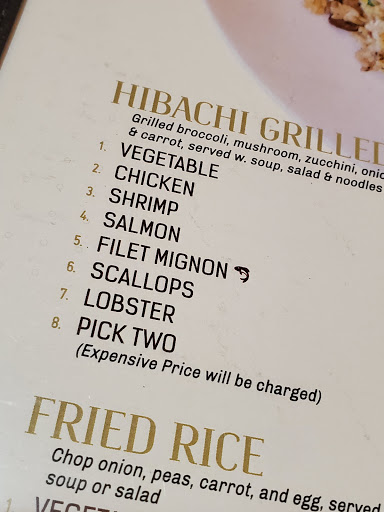 HIBACHI GRILLED
Grilled broccoli, mushroom, zucchini,
& carrot, served w. soup, salad & noodles
1. VEGETABLE
2. CHICKEN
3. SHRIMP
4. SALMON
5. FILET MIGNON
6. SCALLOPS
7. LOBSTER
8. PICK TWO
(Expensive Price will be charged)
FRIED RICE
Chop onion, peas, carrot, and egg, served
soup or salad
1.